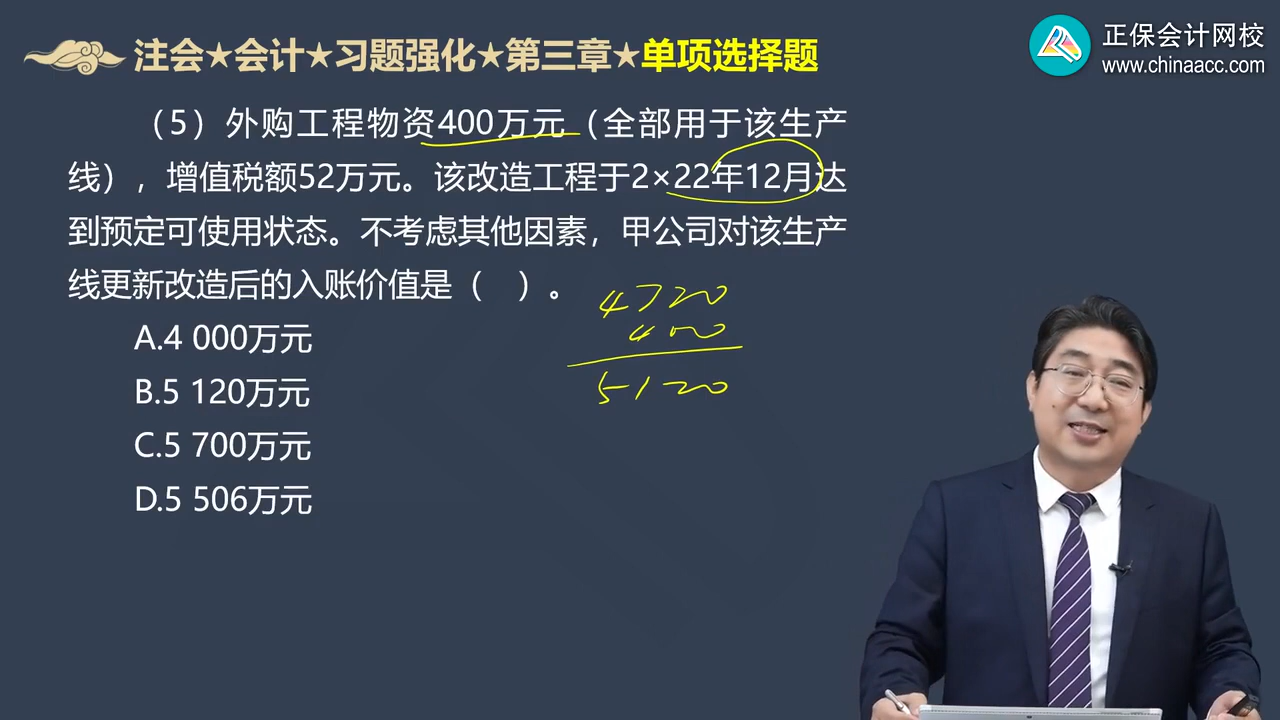 注会★会计★习题强化★第三章★单项选择题
正保会计网校
www.chinaacc.com
（5）外购工程物资400万元（全部用于该生产
线），增值税额52万元。该改造工程于2×22年12月达
到预定可使用状态。不考虑其他因素，甲公司对该生产
线更新改造后的入账价值是（ ）。
4720
400
5120
A.4 000万元
B.5 120万元
C.5 700万元
D.5 506万元